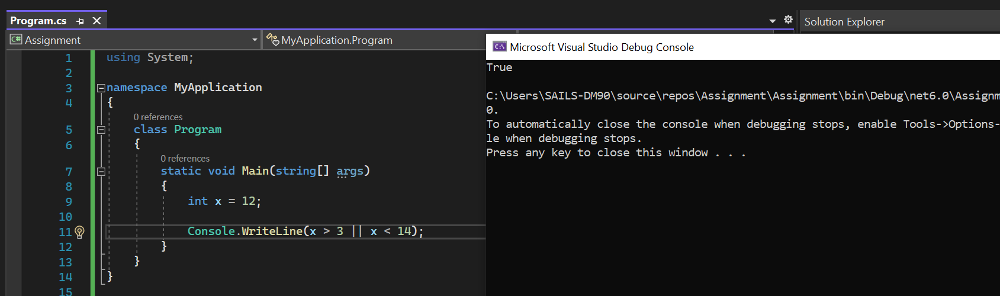 Program.cs
Solution Explorer
C# Assignment
MyApplication.Program
C:\ Microsoft Visual Studio Debug Console
1 using System;
2
3 namespace MyApplication
4 {
0 references
5 class Program
6 {
0 references
7 static void Main(string[] args)
8 {
9 int x = 12;
10
11 Console.WriteLine(x > 3 || x < 14);
12 }
13 }
14 }
15
True
C:\Users\SAILS-DM90\source\repos\Assignment\Assignment\bin\Debug\net6.0\Assignm
0.
To automatically close the console when debugging stops, enable Tools->Options-
le when debugging stops.
Press any key to close this window . . .